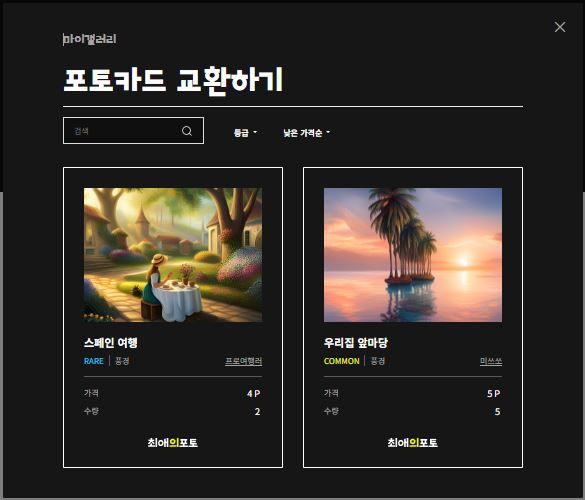 마이갤러리
포토카드 교환하기
검색
등급
낮은 가격순
스페인 여행
RARE | 풍경
프로여행러
가격
4 P
수량
2
최애의포토
우리집 앞마당
COMMON | 풍경
미쓰쏘
가격
5 P
수량
5
최애의포토